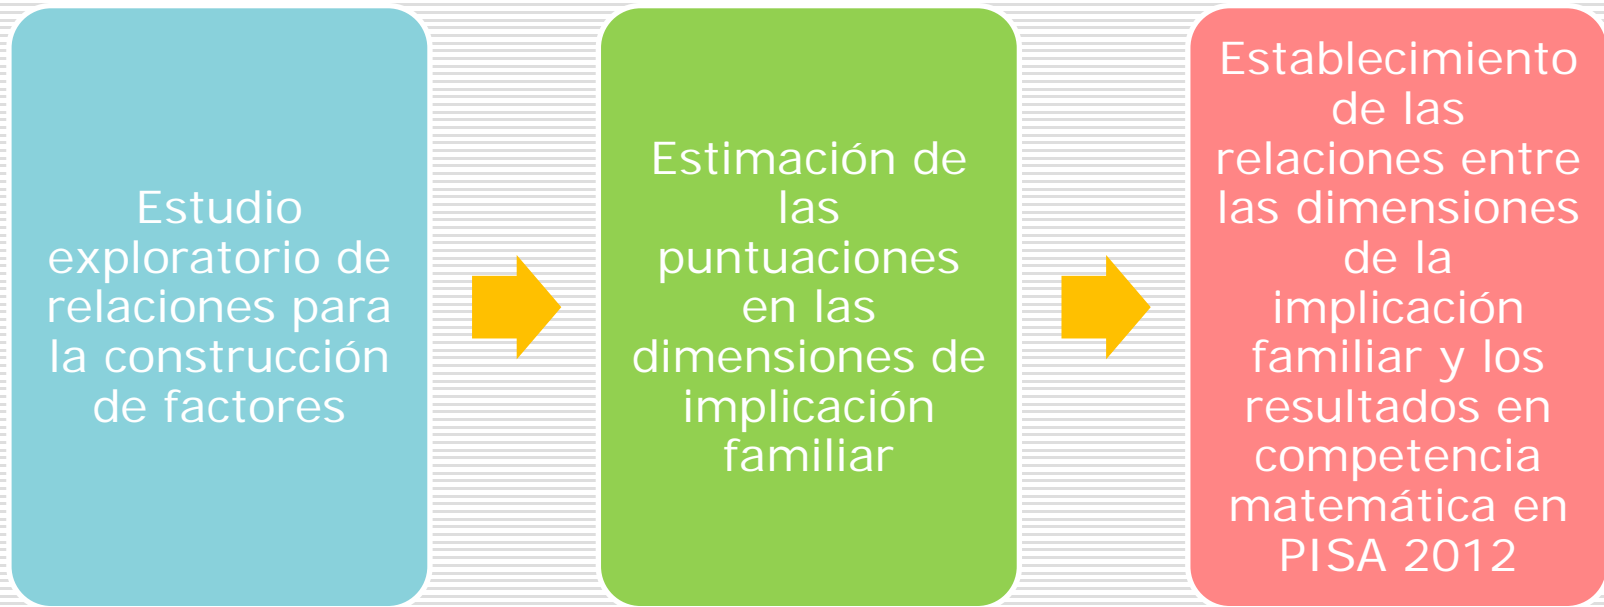 Estudio
exploratorio de
relaciones para
la construcción
de factores
Estimación de
las
puntuaciones
en las
dimensiones de
implicación
familiar
Establecimiento
de las
relaciones entre
las dimensiones
de la
implicación
familiar y los
resultados en
competencia
matemática en
PISA 2012